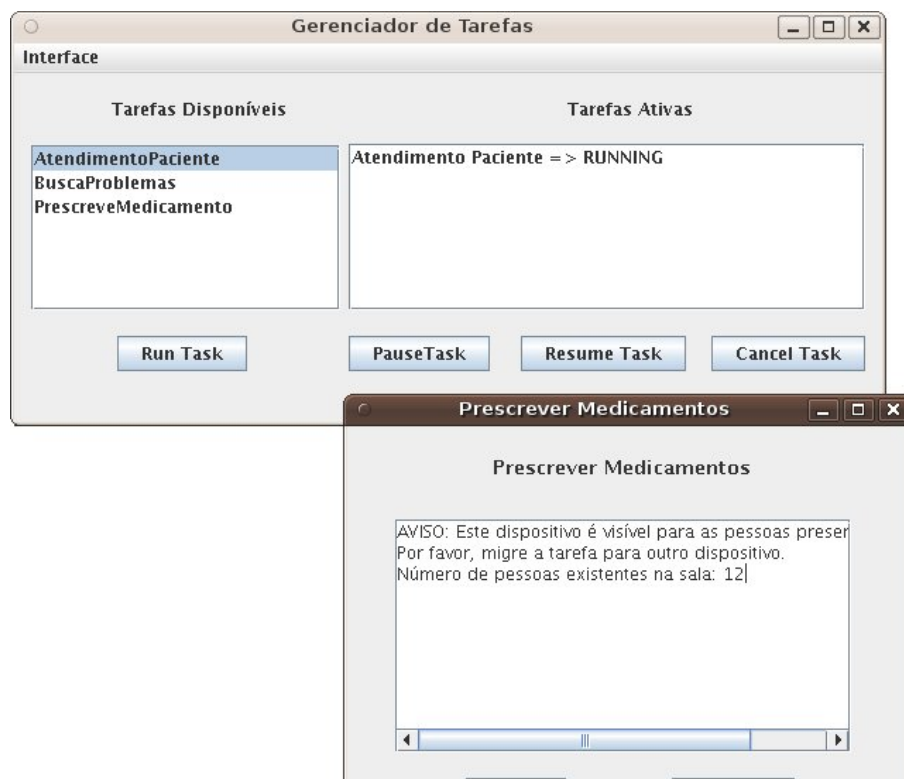 Gerenciador de Tarefas
Interface
Tarefas Disponíveis
Tarefas Ativas
AtendimentoPaciente
BuscaProblemas
PrescreveMedicamento
Atendimento Paciente => RUNNING
Run Task
PauseTask
Resume Task
Cancel Task
Prescrever Medicamentos
Prescrever Medicamentos
AVISO: Este dispositivo é visível para as pessoas preser
Por favor, migre a tarefa para outro dispositivo.
Número de pessoas existentes na sala: 12